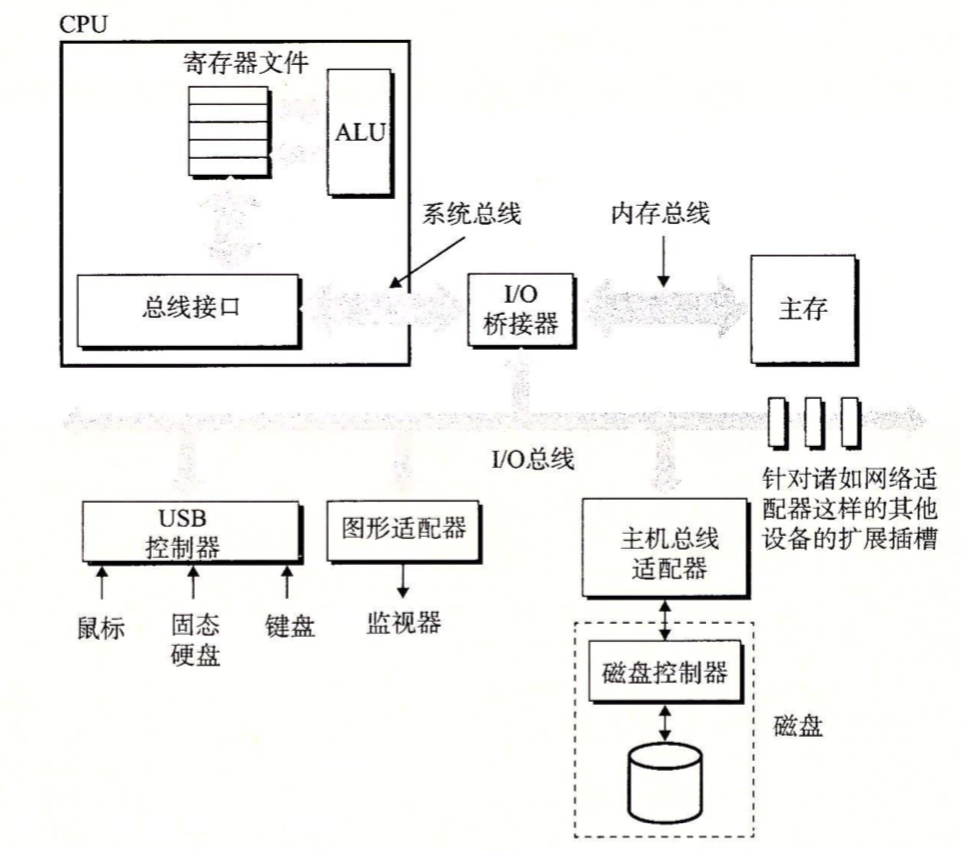 CPU
寄存器文件
ALU
系统总线
内存总线
总线接口
I/O
桥接器
主存
I/O总线
针对诸如网络适
配器这样的其他
设备的扩展插槽
USB
控制器
图形适配器
主机总线
适配器
鼠标
固态
硬盘
键盘
监视器
磁盘控制器
磁盘